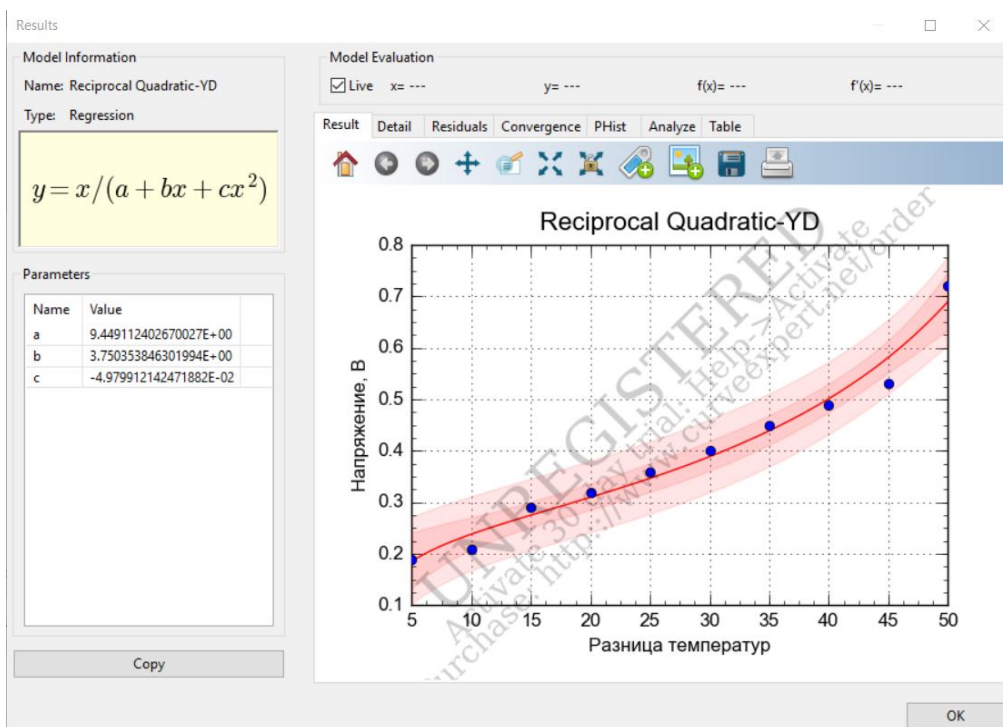 Results
Model Information
Name: Reciprocal Quadratic-YD
Type: Regression
y = x/(a + bx + cx²)
Parameters
Name Value
a 9.449112402670027E+00
b 3.750353846301994E+00
c -4.979912142471882E-02
Copy
Model Evaluation
Live x= --- y= --- f(x)= --- f'(x)= ---
Result Detail Residuals Convergence PHist Analyze Table
Reciprocal Quadratic-YD
0.8
0.7
0.6
0.5
0.4
0.3
0.2
0.1
Напряжение, В
5 10 15 20 25 30 35 40 45 50
Разница температур
UNREGISTERED
Activate 30 day trial: Help->Activate
urchase: http://www.curveexpert.net/order
OK